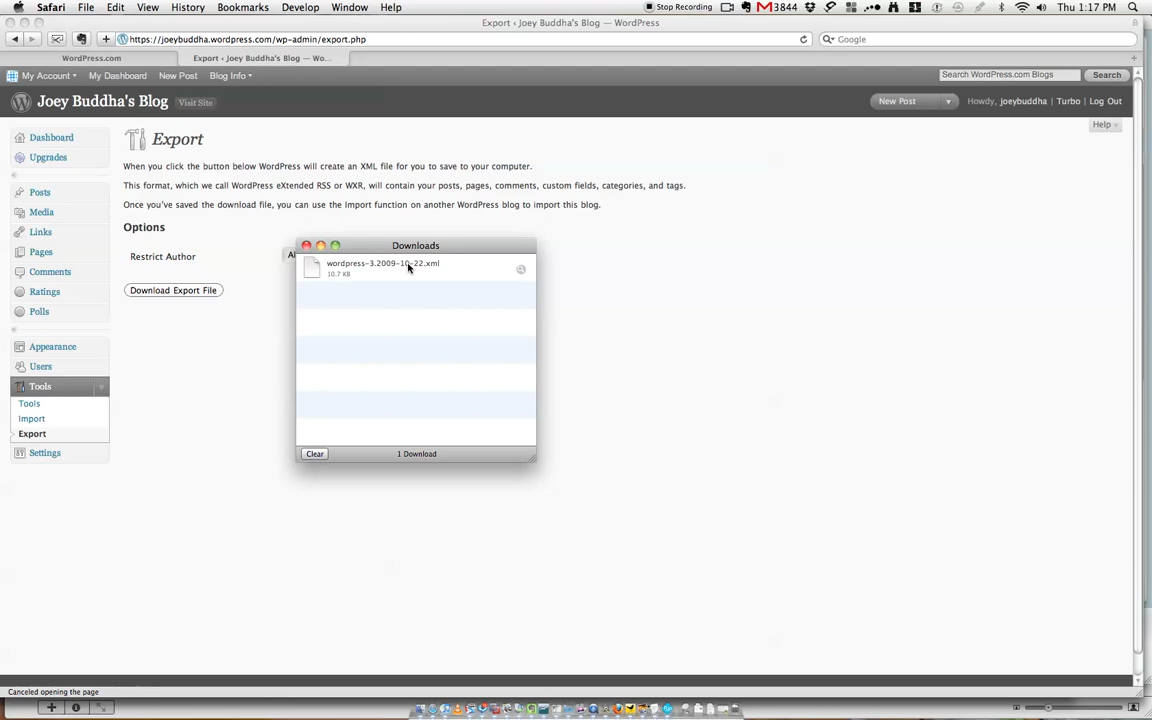 Safari File Edit View History Bookmarks Develop Window Help Stop Recording 3844 Thu 1:17 PM
Export ‹ Joey Buddha's Blog — WordPress
https://joeybuddha.wordpress.com/wp-admin/export.php Google
WordPress.com Export ‹ Joey Buddha's Blog — Wo...
My Account My Dashboard New Post Blog Info Search WordPress.com Blogs Search
Joey Buddha's Blog Visit Site New Post Howdy, joeybuddha | Turbo | Log Out
Help
Dashboard
Upgrades
Posts
Media
Links
Pages
Comments
Ratings
Polls
Appearance
Users
Tools
Tools
Import
Export
Settings
Export
When you click the button below WordPress will create an XML file for you to save to your computer.
This format, which we call WordPress eXtended RSS or WXR, will contain your posts, pages, comments, custom fields, categories, and tags.
Once you've saved the download file, you can use the Import function on another WordPress blog to import this blog.
Options
Restrict Author Al
Download Export File
Downloads
wordpress-3.2009-10-22.xml
10.7 KB
Clear 1 Download
Canceled opening the page